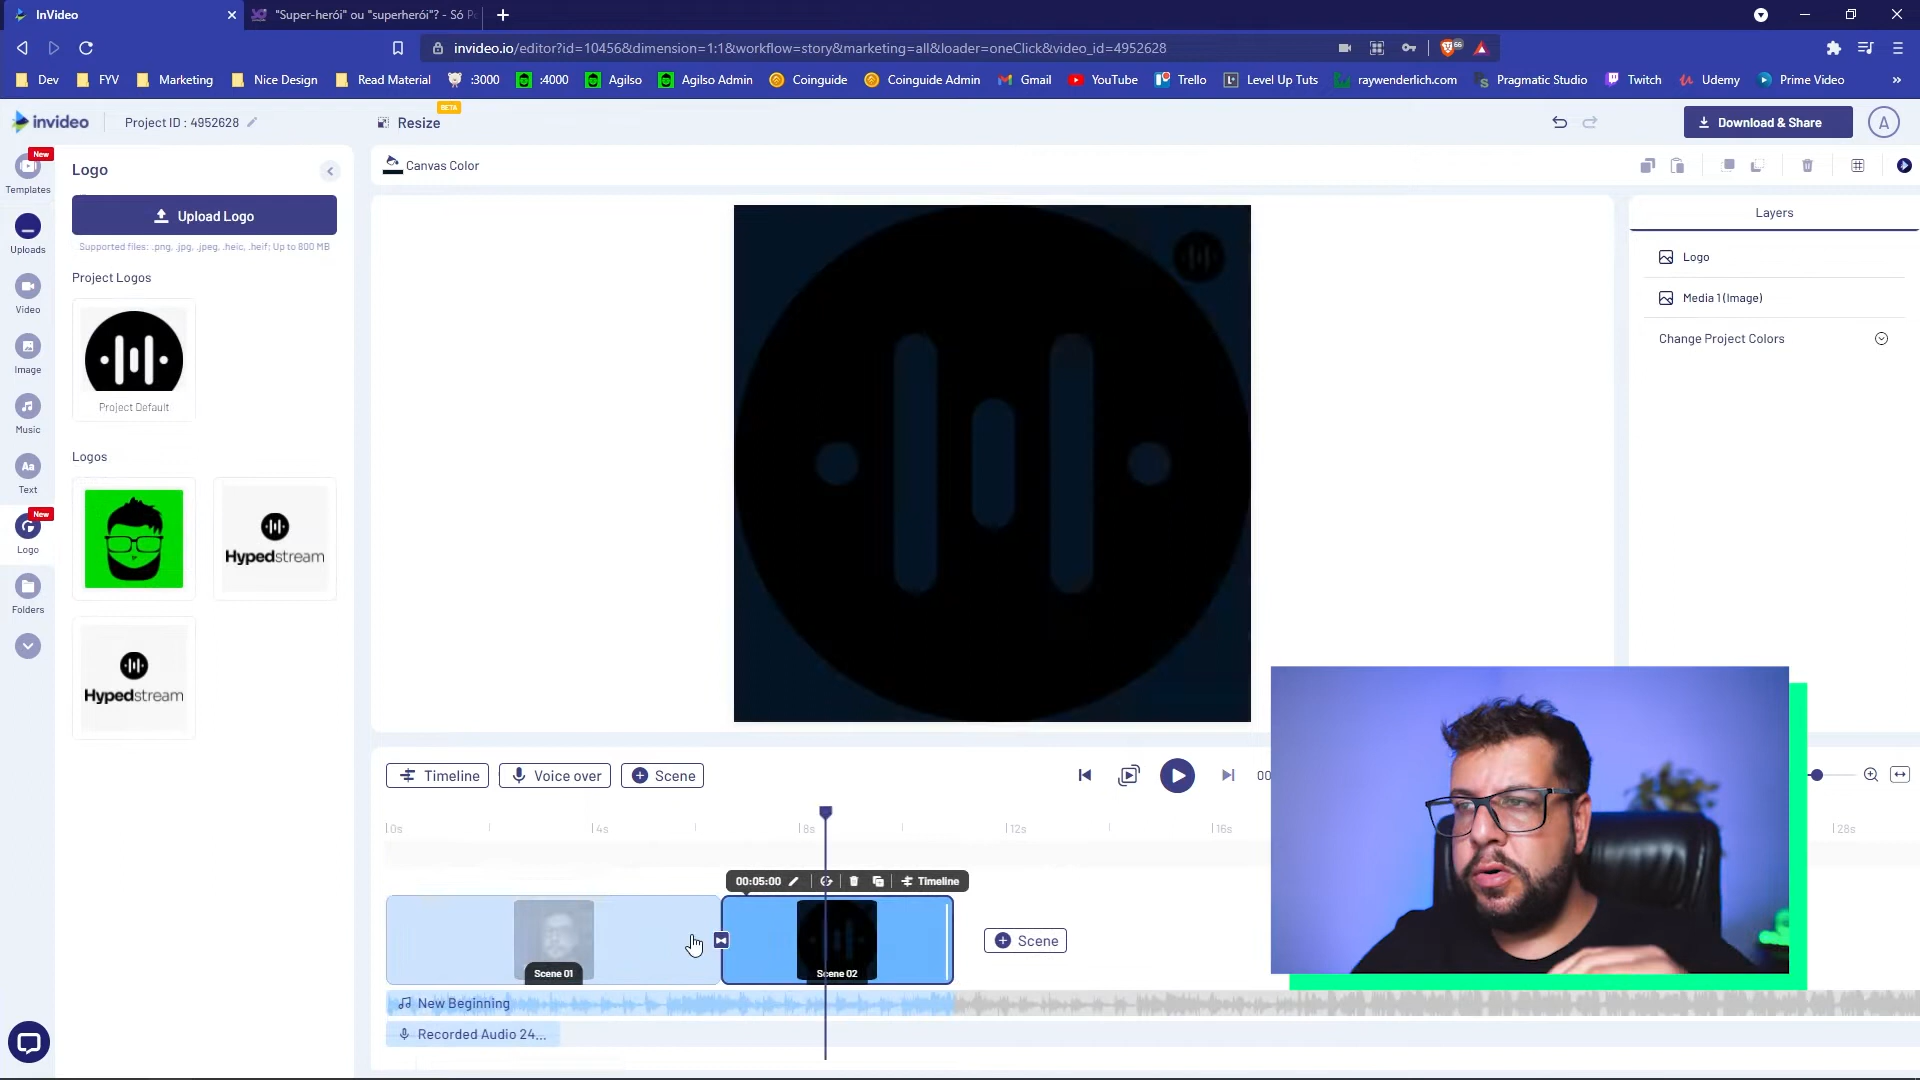 InVideo
"Super-herói" ou "superherói"? - Só P
invideo.io/editor?id=10456&dimension=1:1&workflow=story&marketing=all&loader=oneClick&video_id=4952628
66
Dev
FYV
Marketing
Nice Design
Read Material
:3000
:4000
Agilso
Agilso Admin
Coinguide
Coinguide Admin
Gmail
YouTube
Trello
Level Up Tuts
raywenderlich.com
Pragmatic Studio
Twitch
Udemy
Prime Video
»
invideo
Project ID : 4952628
BETA
Resize
Download & Share
A
New
Templates
Uploads
Video
Image
Music
Aa
Text
New
Logo
Folders
Logo
Upload Logo
Supported files: .png, .jpg, .jpeg, .heic, .heif; Up to 800 MB
Project Logos
Project Default
Logos
Hypedstream
Hypedstream
Canvas Color
Layers
Logo
Media 1 (Image)
Change Project Colors
Timeline
Voice over
Scene
00
0s
4s
8s
12s
16s
28s
00:05:00
Timeline
Scene 01
Scene 02
Scene
New Beginning
Recorded Audio 24...